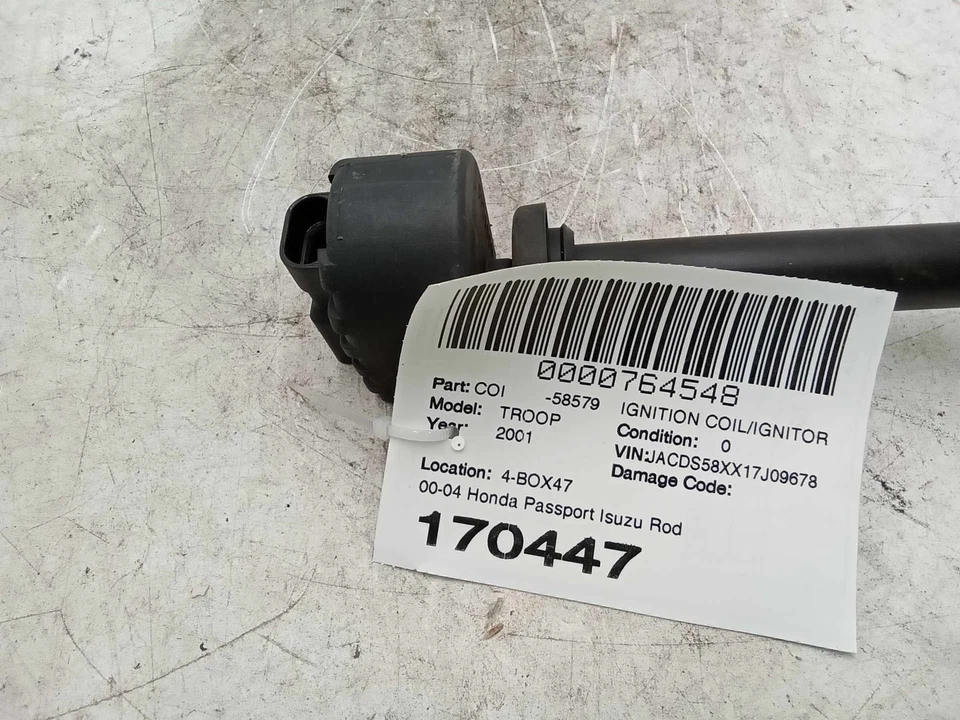 0000764548
Part: COI -58579 IGNITION COIL/IGNITOR
Model: TROOP Condition: 0
Year: 2001 VIN:JACDS58XX17J09678
Damage Code:
Location: 4-BOX47
00-04 Honda Passport Isuzu Rod
170447